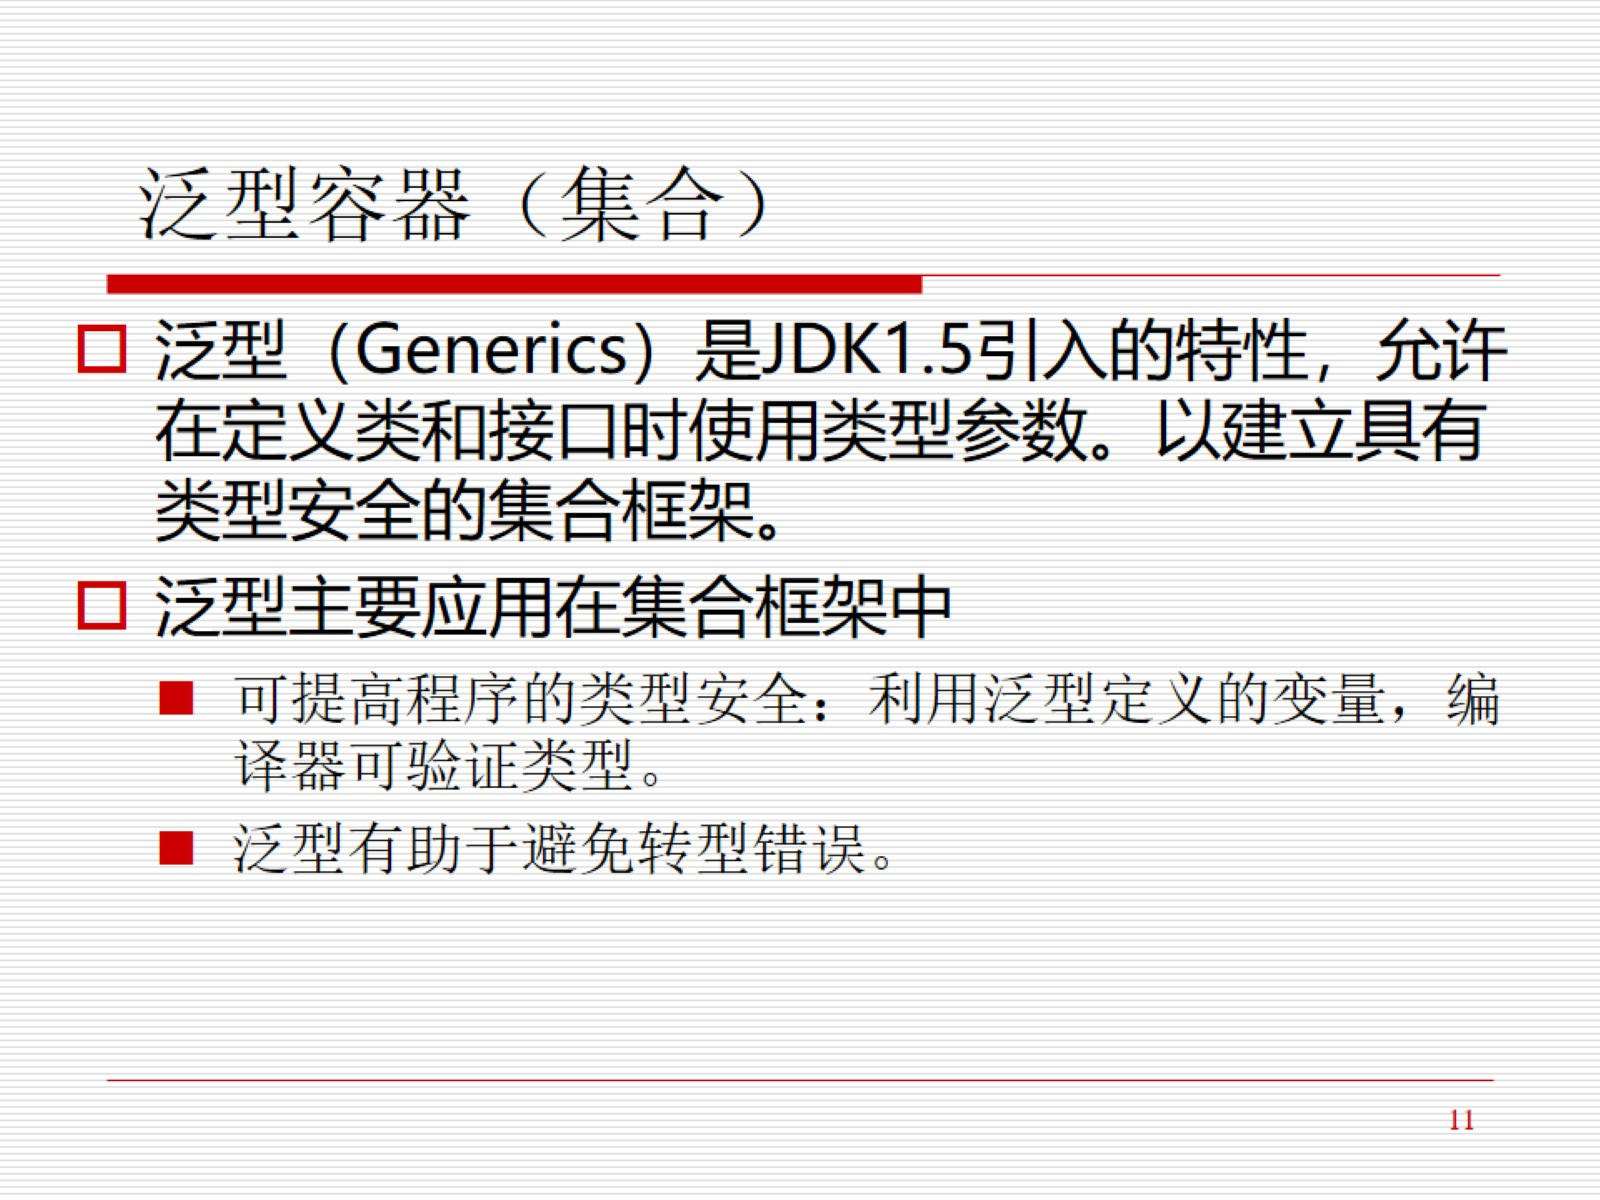 泛型容器（集合）
泛型（Generics）是JDK1.5引入的特性，允许
在定义类和接口时使用类型参数。以建立具有
类型安全的集合框架。
泛型主要应用在集合框架中
可提高程序的类型安全：利用泛型定义的变量，编
译器可验证类型。
泛型有助于避免转型错误。
11